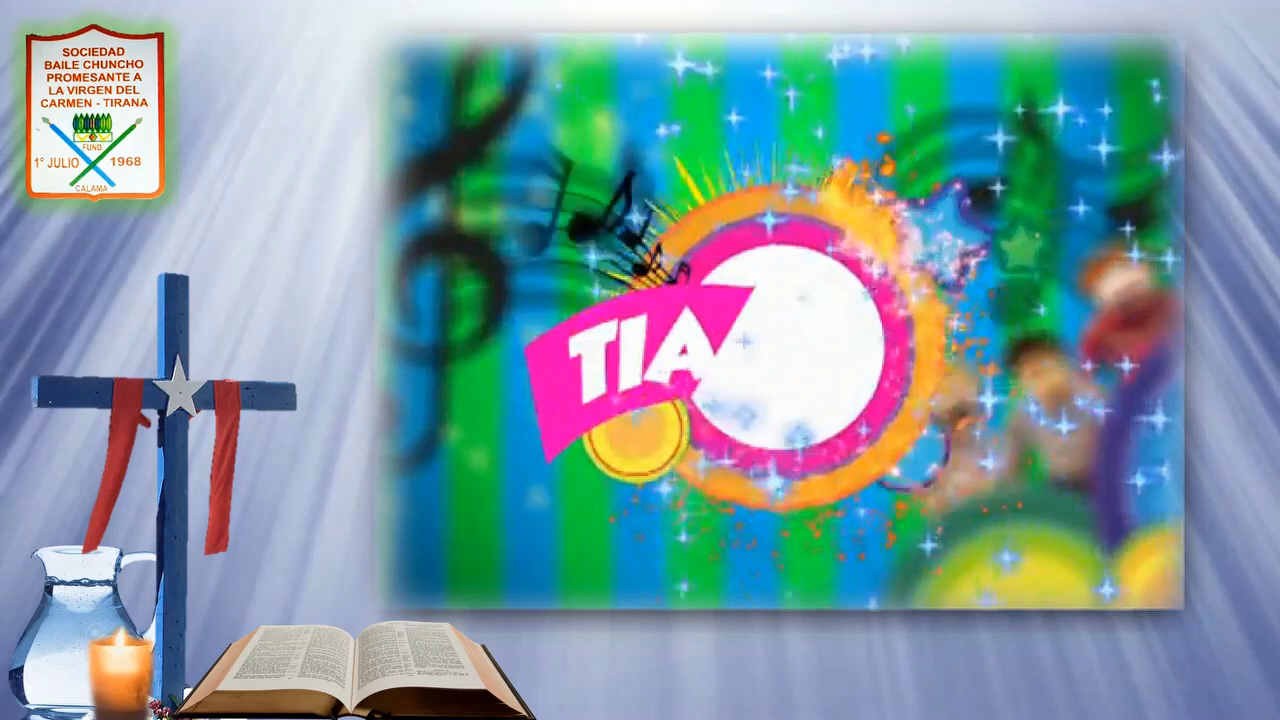 SOCIEDAD
BAILE CHUNCHO
PROMESANTE A
LA VIRGEN DEL
CARMEN - TIRANA
FUND
1° JULIO 1968
CALAMA
TIA